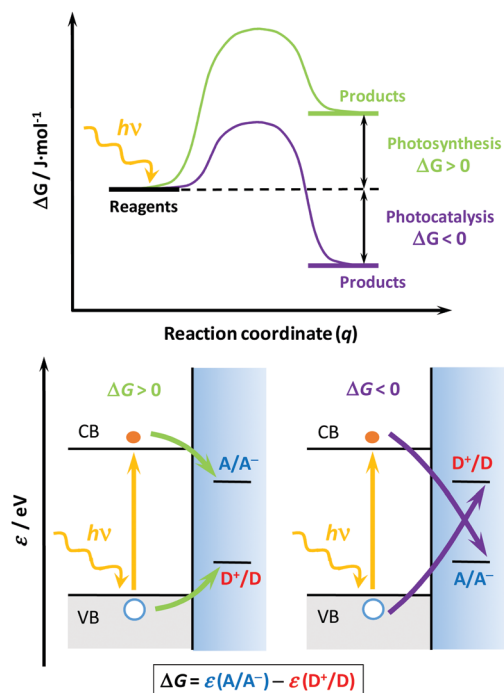 ΔG / J·mol⁻¹
hν
Reagents
Products
Photosynthesis
ΔG > 0
Photocatalysis
ΔG < 0
Products
Reaction coordinate (q)
ε / eV
ΔG > 0
CB
A/A⁻
hν
D⁺/D
VB
ΔG < 0
CB
D⁺/D
hν
A/A⁻
VB
ΔG = ε(A/A⁻) – ε(D⁺/D)